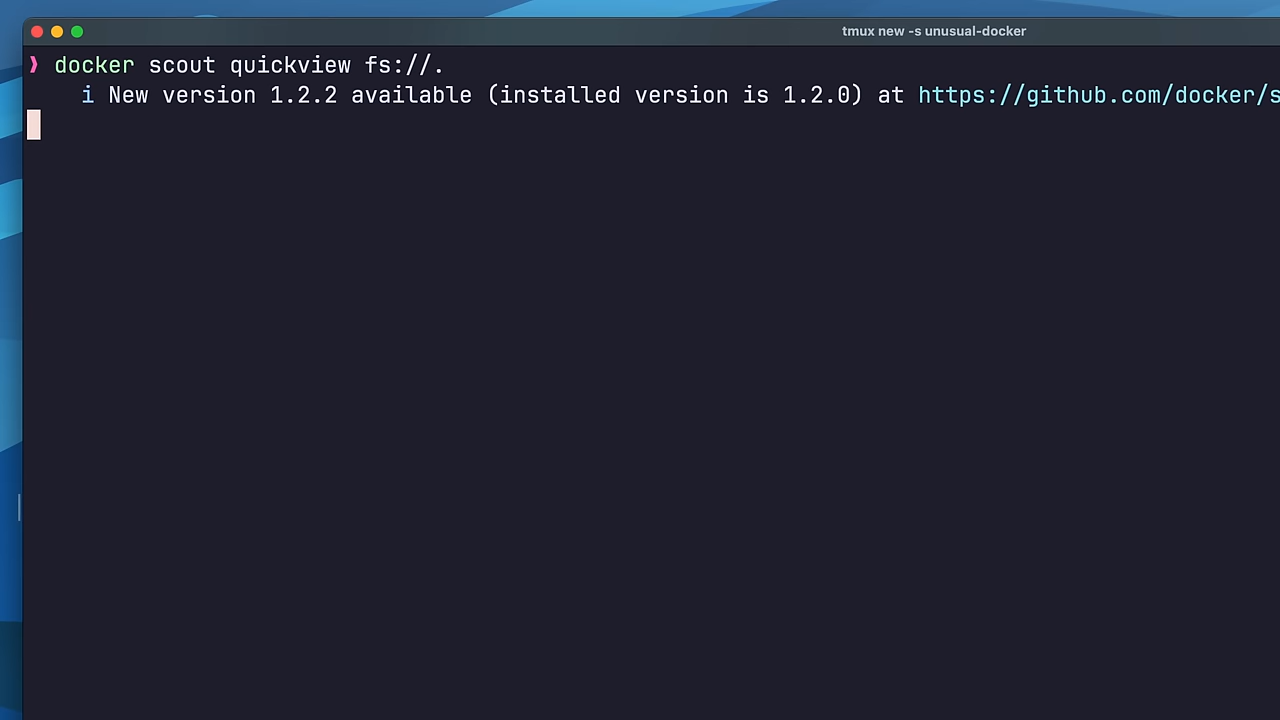 tmux new -s unusual-docker
❯ docker scout quickview fs://.
i New version 1.2.2 available (installed version is 1.2.0) at https://github.com/docker/s